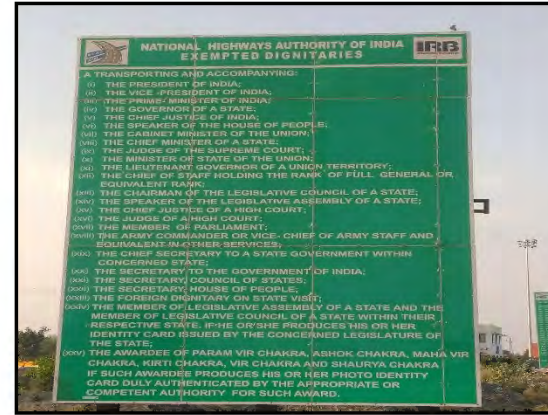 NATIONAL HIGHWAYS AUTHORITY OF INDIA
EXEMPTED DIGNITARIES
IRB
A TRANSPORTING AND ACCOMPANYING:
(i) THE PRESIDENT OF INDIA;
(ii) THE VICE -PRESIDENT OF INDIA;
(iii) THE PRIME- MINISTER OF INDIA;
(iv) THE GOVERNOR OF A STATE;
(v) THE CHIEF JUSTICE OF INDIA;
(vi) THE SPEAKER OF THE HOUSE OF PEOPLE;
(vii) THE CABINET MINISTER OF THE UNION;
(viii) THE CHIEF MINISTER OF A STATE;
(ix) THE JUDGE OF THE SUPREME COURT;
(x) THE MINISTER OF STATE OF THE UNION;
(xi) THE LIEUTENANT GOVERNOR OF A UNION TERRITORY;
(xii) THE CHIEF OF STAFF HOLDING THE RANK OF FULL GENERAL OR
EQUIVALENT RANK;
(xiii) THE CHAIRMAN OF THE LEGISLATIVE COUNCIL OF A STATE;
(xiv) THE SPEAKER OF THE LEGISLATIVE ASSEMBLY OF A STATE;
(xv) THE CHIEF JUSTICE OF A HIGH COURT;
(xvi) THE JUDGE OF A HIGH COURT;
(xvii) THE MEMBER OF PARLIAMENT;
(xviii) THE ARMY COMMANDER OR VICE- CHIEF OF ARMY STAFF AND
EQUIVALENT IN OTHER SERVICES;
(xix) THE CHIEF SECRETARY TO A STATE GOVERNMENT WITHIN
CONCERNED STATE;
(xx) THE SECRETARY TO THE GOVERNMENT OF INDIA;
(xxi) THE SECRETARY, COUNCIL OF STATES;
(xxii) THE SECRETARY, HOUSE OF PEOPLE;
(xxiii) THE FOREIGN DIGNITARY ON STATE VISIT;
(xxiv) THE MEMBER OF LEGISLATIVE ASSEMBLY OF A STATE AND THE
MEMBER OF LEGISLATIVE COUNCIL OF A STATE WITHIN THEIR
RESPECTIVE STATE, IF HE OR SHE PRODUCES HIS OR HER
IDENTITY CARD ISSUED BY THE CONCERNED LEGISLATURE OF
THE STATE;
(xxv) THE AWARDEE OF PARAM VIR CHAKRA, ASHOK CHAKRA, MAHA VIR
CHAKRA, KIRTI CHAKRA, VIR CHAKRA AND SHAURYA CHAKRA
IF SUCH AWARDEE PRODUCES HIS OR HER PHOTO IDENTITY
CARD DULY AUTHENTICATED BY THE APPROPRIATE OR
COMPETENT AUTHORITY FOR SUCH AWARD.